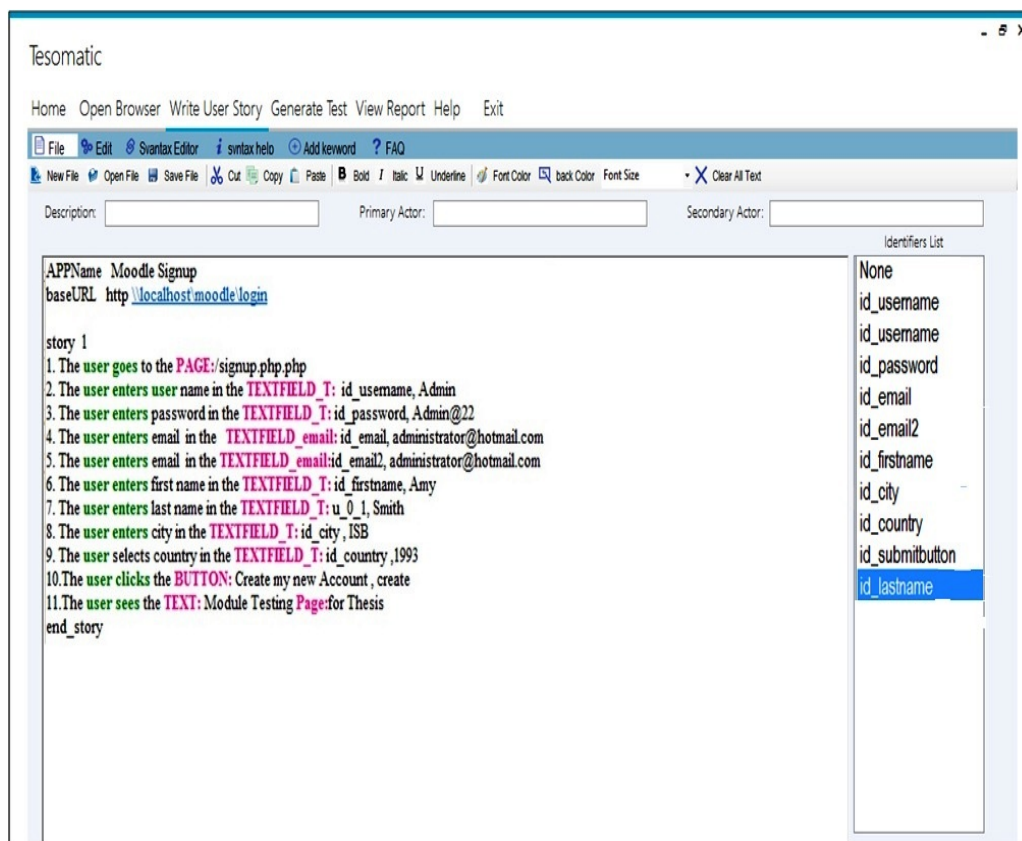 Tesomatic
Home Open Browser Write User Story Generate Test View Report Help Exit
File Edit Svantax Editor i svntax helo Add kevword ? FAQ
New File Open File Save File Cut Copy Paste B Bold I Italic U Underline Font Color back Color Font Size Clear All Text
Description: Primary Actor: Secondary Actor:
Identifiers List
APPName Moodle Signup
baseURL http \\localhost\moodle\login
story 1
1. The user goes to the PAGE:/signup.php.php
2. The user enters user name in the TEXTFIELD_T: id_username, Admin
3. The user enters password in the TEXTFIELD_T: id_password, Admin@22
4. The user enters email in the TEXTFIELD_email: id_email, administrator@hotmail.com
5. The user enters email in the TEXTFIELD_email:id_email2, administrator@hotmail.com
6. The user enters first name in the TEXTFIELD_T: id_firstname, Amy
7. The user enters last name in the TEXTFIELD_T: u_0_1, Smith
8. The user enters city in the TEXTFIELD_T: id_city , ISB
9. The user selects country in the TEXTFIELD_T: id_country ,1993
10.The user clicks the BUTTON: Create my new Account , create
11.The user sees the TEXT: Module Testing Page:for Thesis
end_story
None
id_username
id_username
id_password
id_email
id_email2
id_firstname
id_city
id_country
id_submitbutton
id_lastname